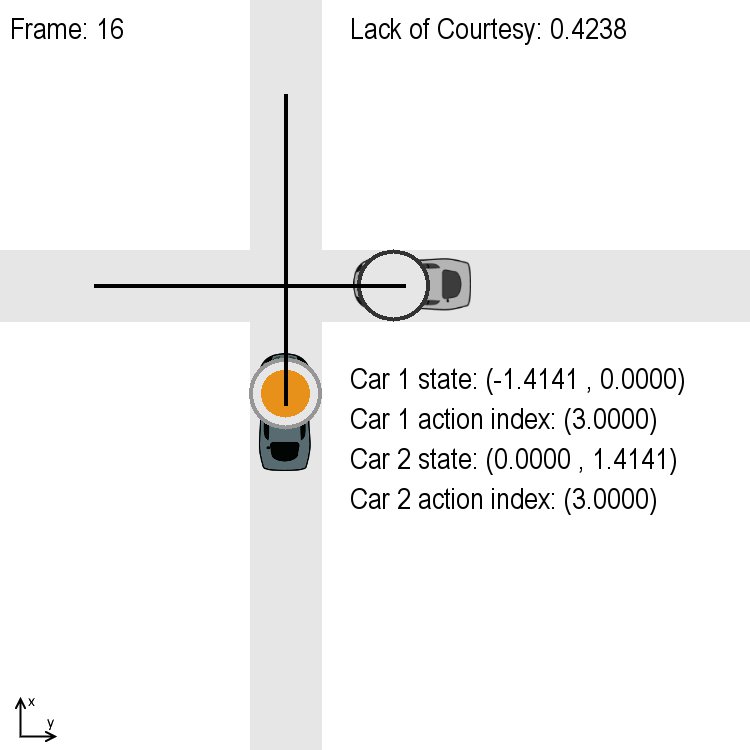 Frame: 16
Lack of Courtesy: 0.4238
Car 1 state: (-1.4141 , 0.0000)
Car 1 action index: (3.0000)
Car 2 state: (0.0000 , 1.4141)
Car 2 action index: (3.0000)
x
y